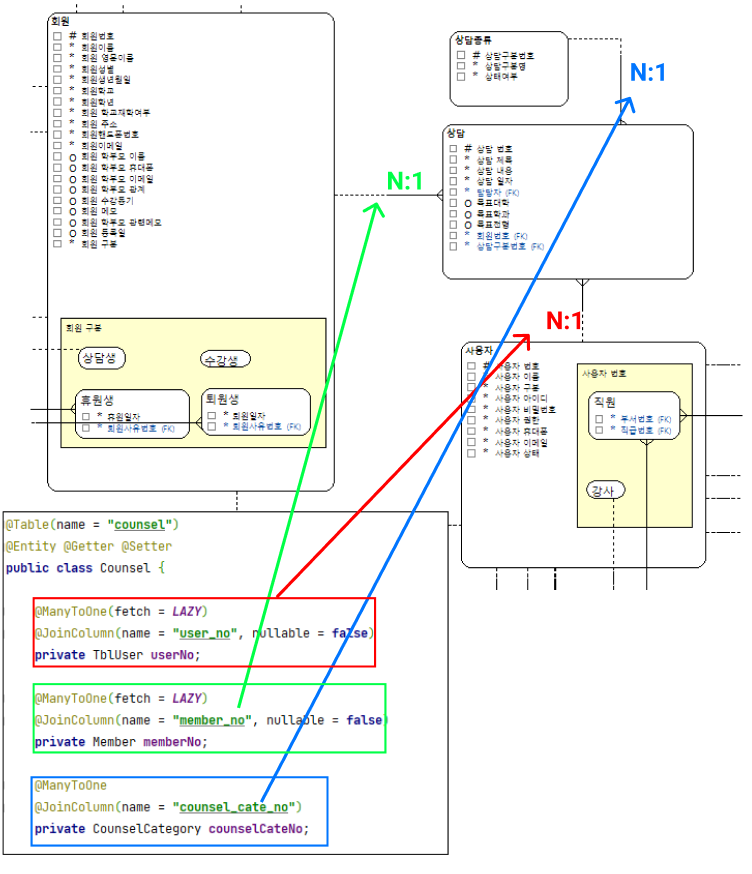 회원
# 회원번호
* 회원이름
* 회원 영문이름
* 회원성별
* 회원생년월일
* 회원학교
* 회원학년
* 회원 학교재학여부
* 회원 주소
* 회원핸드폰번호
* 회원이메일
O 회원 학부모 이름
O 회원 학부모 휴대폰
O 회원 학부모 이메일
O 회원 학부모 관계
O 회원 수강동기
O 회원 메모
O 회원 학부모 관련메모
O 회원 등록일
* 회원 구분
회원 구분
상담생
수강생
휴원생
* 휴원일자
* 회원사유번호 (FK)
퇴원생
* 회원일자
* 회원사유번호 (FK)
상담종류
# 상담구분번호
* 상담구분명
* 상태여부
N:1
N:1
상담
# 상담 번호
* 상담 제목
* 상담 내용
* 상담 일자
* 담당자 (FK)
O 목표대학
O 목표학과
O 목표전형
* 회원번호 (FK)
* 상담구분번호 (FK)
N:1
사용자
# 사용자 번호
* 사용자 이름
* 사용자 구분
* 사용자 아이디
* 사용자 비밀번호
* 사용자 권한
* 사용자 휴대폰
* 사용자 이메일
* 사용자 상태
사용자 번호
직원
* 부서번호 (FK)
* 직급번호 (FK)
강사
@Table(name = "counsel")
@Entity @Getter @Setter
public class Counsel {
@ManyToOne(fetch = LAZY)
@JoinColumn(name = "user_no", nullable = false)
private TblUser userNo;
@ManyToOne(fetch = LAZY)
@JoinColumn(name = "member_no", nullable = false)
private Member memberNo;
@ManyToOne
@JoinColumn(name = "counsel_cate_no")
private CounselCategory counselCateNo;